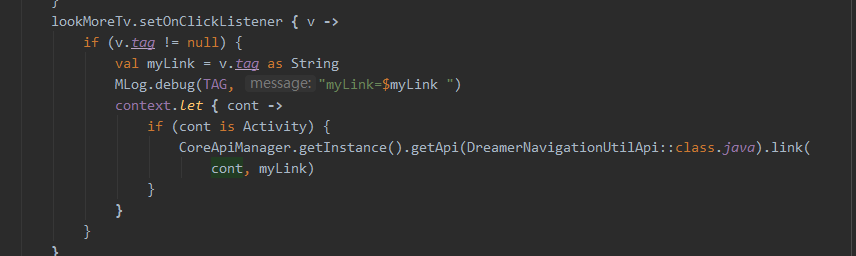 }
lookMoreTv.setOnClickListener { v ->
if (v.tag != null) {
val myLink = v.tag as String
MLog.debug(TAG, message: "myLink=$myLink ")
context.let { cont ->
if (cont is Activity) {
CoreApiManager.getInstance().getApi(DreamerNavigationUtilApi::class.java).link(
cont, myLink)
}
}
}
}